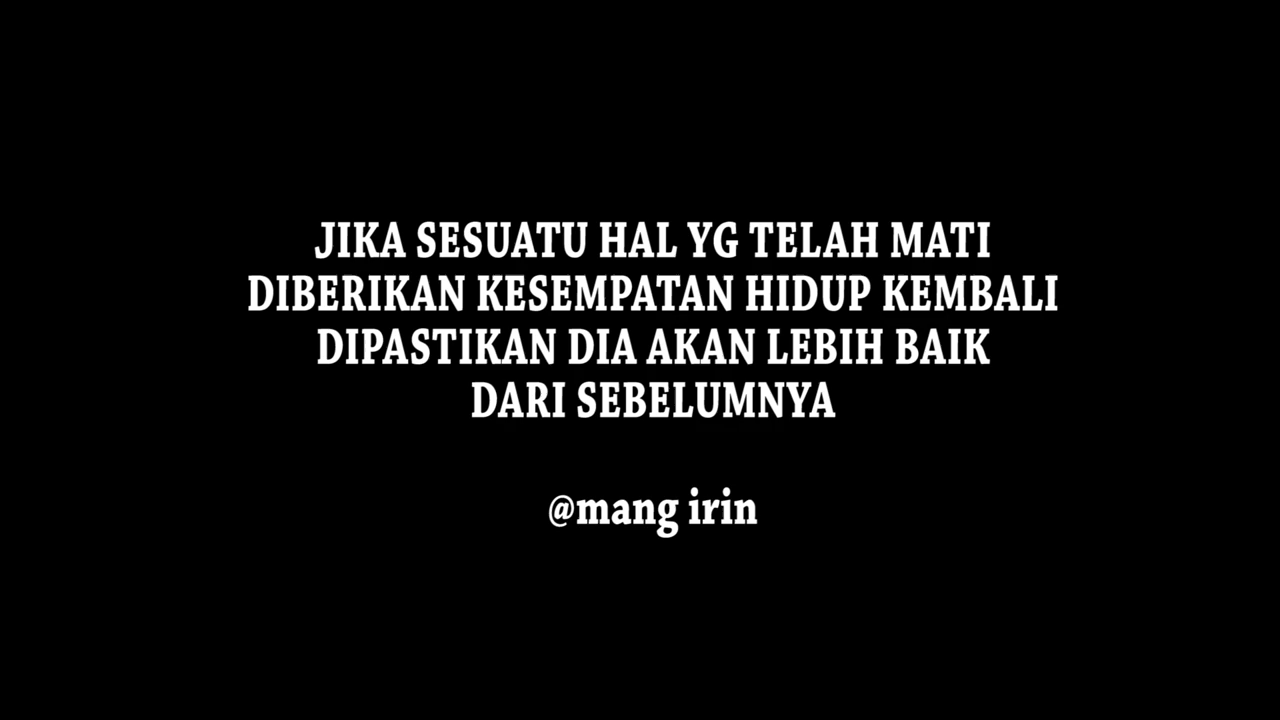 JIKA SESUATU HAL YG TELAH MATI
DIBERIKAN KESEMPATAN HIDUP KEMBALI
DIPASTIKAN DIA AKAN LEBIH BAIK
DARI SEBELUMNYA
@mang irin